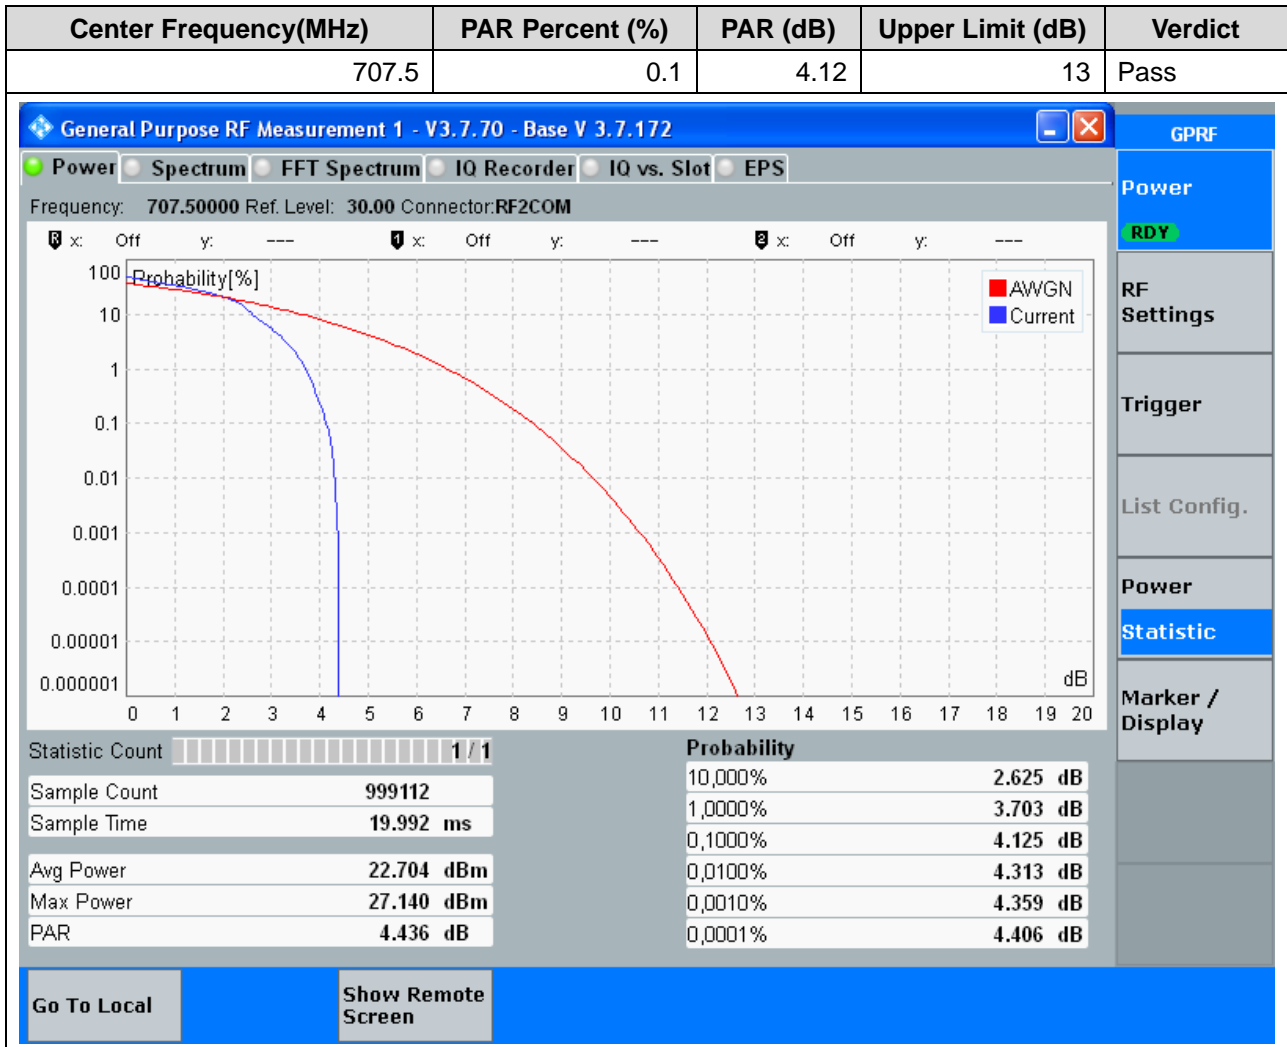 Center Frequency(MHz) PAR Percent (%) PAR (dB) Upper Limit (dB) Verdict
707.5 0.1 4.12 13 Pass
General Purpose RF Measurement 1 - V3.7.70 - Base V 3.7.172
GPRF
Power Spectrum FFT Spectrum IQ Recorder IQ vs. Slot EPS
Power
RDY
Frequency: 707.50000 Ref. Level: 30.00 Connector:RF2COM
R x: Off y: --- 1 x: Off y: --- 2 x: Off y: ---
Probability[%]
AWGN
Current
100
10
1
0.1
0.01
0.001
0.0001
0.00001
0.000001
dB
0 1 2 3 4 5 6 7 8 9 10 11 12 13 14 15 16 17 18 19 20
RF
Settings
Trigger
List Config.
Power
Statistic
Marker /
Display
Statistic Count 1 / 1
Sample Count 999112
Sample Time 19.992 ms
Avg Power 22.704 dBm
Max Power 27.140 dBm
PAR 4.436 dB
Probability
10,000% 2.625 dB
1,0000% 3.703 dB
0,1000% 4.125 dB
0,0100% 4.313 dB
0,0010% 4.359 dB
0,0001% 4.406 dB
Go To Local
Show Remote
Screen